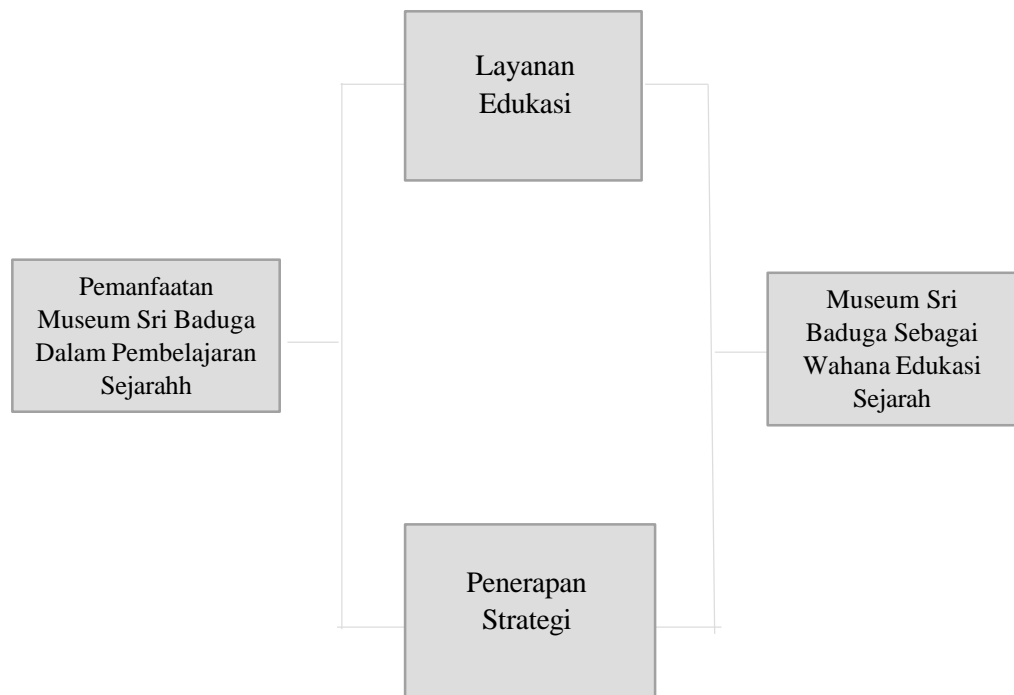 Layanan
Edukasi
Pemanfaatan
Museum Sri Baduga
Dalam Pembelajaran
Sejarahh
Museum Sri
Baduga Sebagai
Wahana Edukasi
Sejarah
Penerapan
Strategi